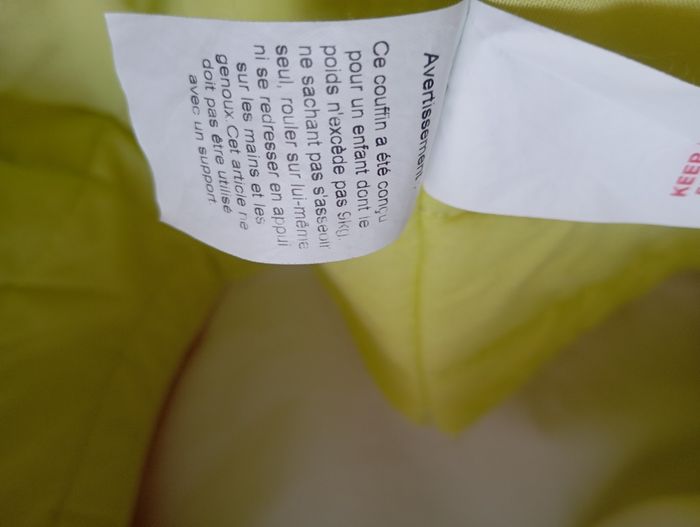 Avertissement,
Ce couffin a été conçu
pour un enfant dont le
poids n'excède pas 9kg,
ne sachant pas s'asseoir
seul, rouler sur lui-même
ni se redresser en appui
sur les mains et les
genoux.Cet article ne
doit pas être utilisé
avec un support
KEEP